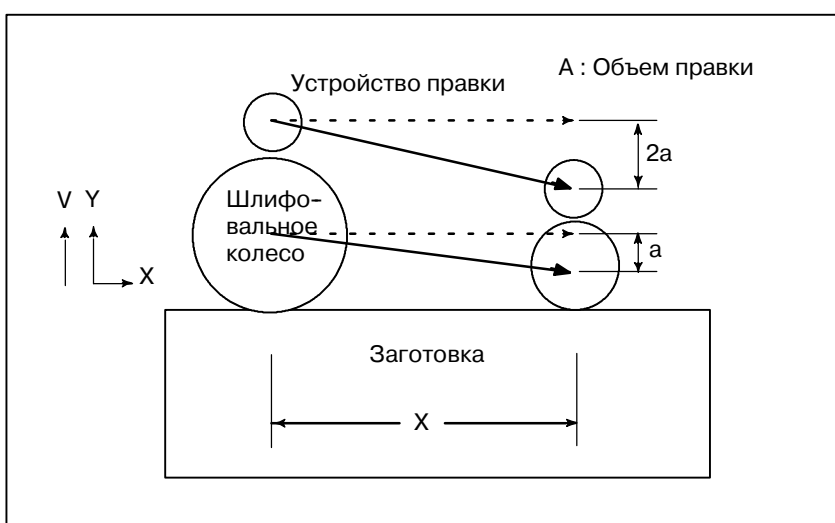 A : Объем правки
Устройство правки
2a
Шлифо-
вальное
колесо
V Y
X
a
Заготовка
X